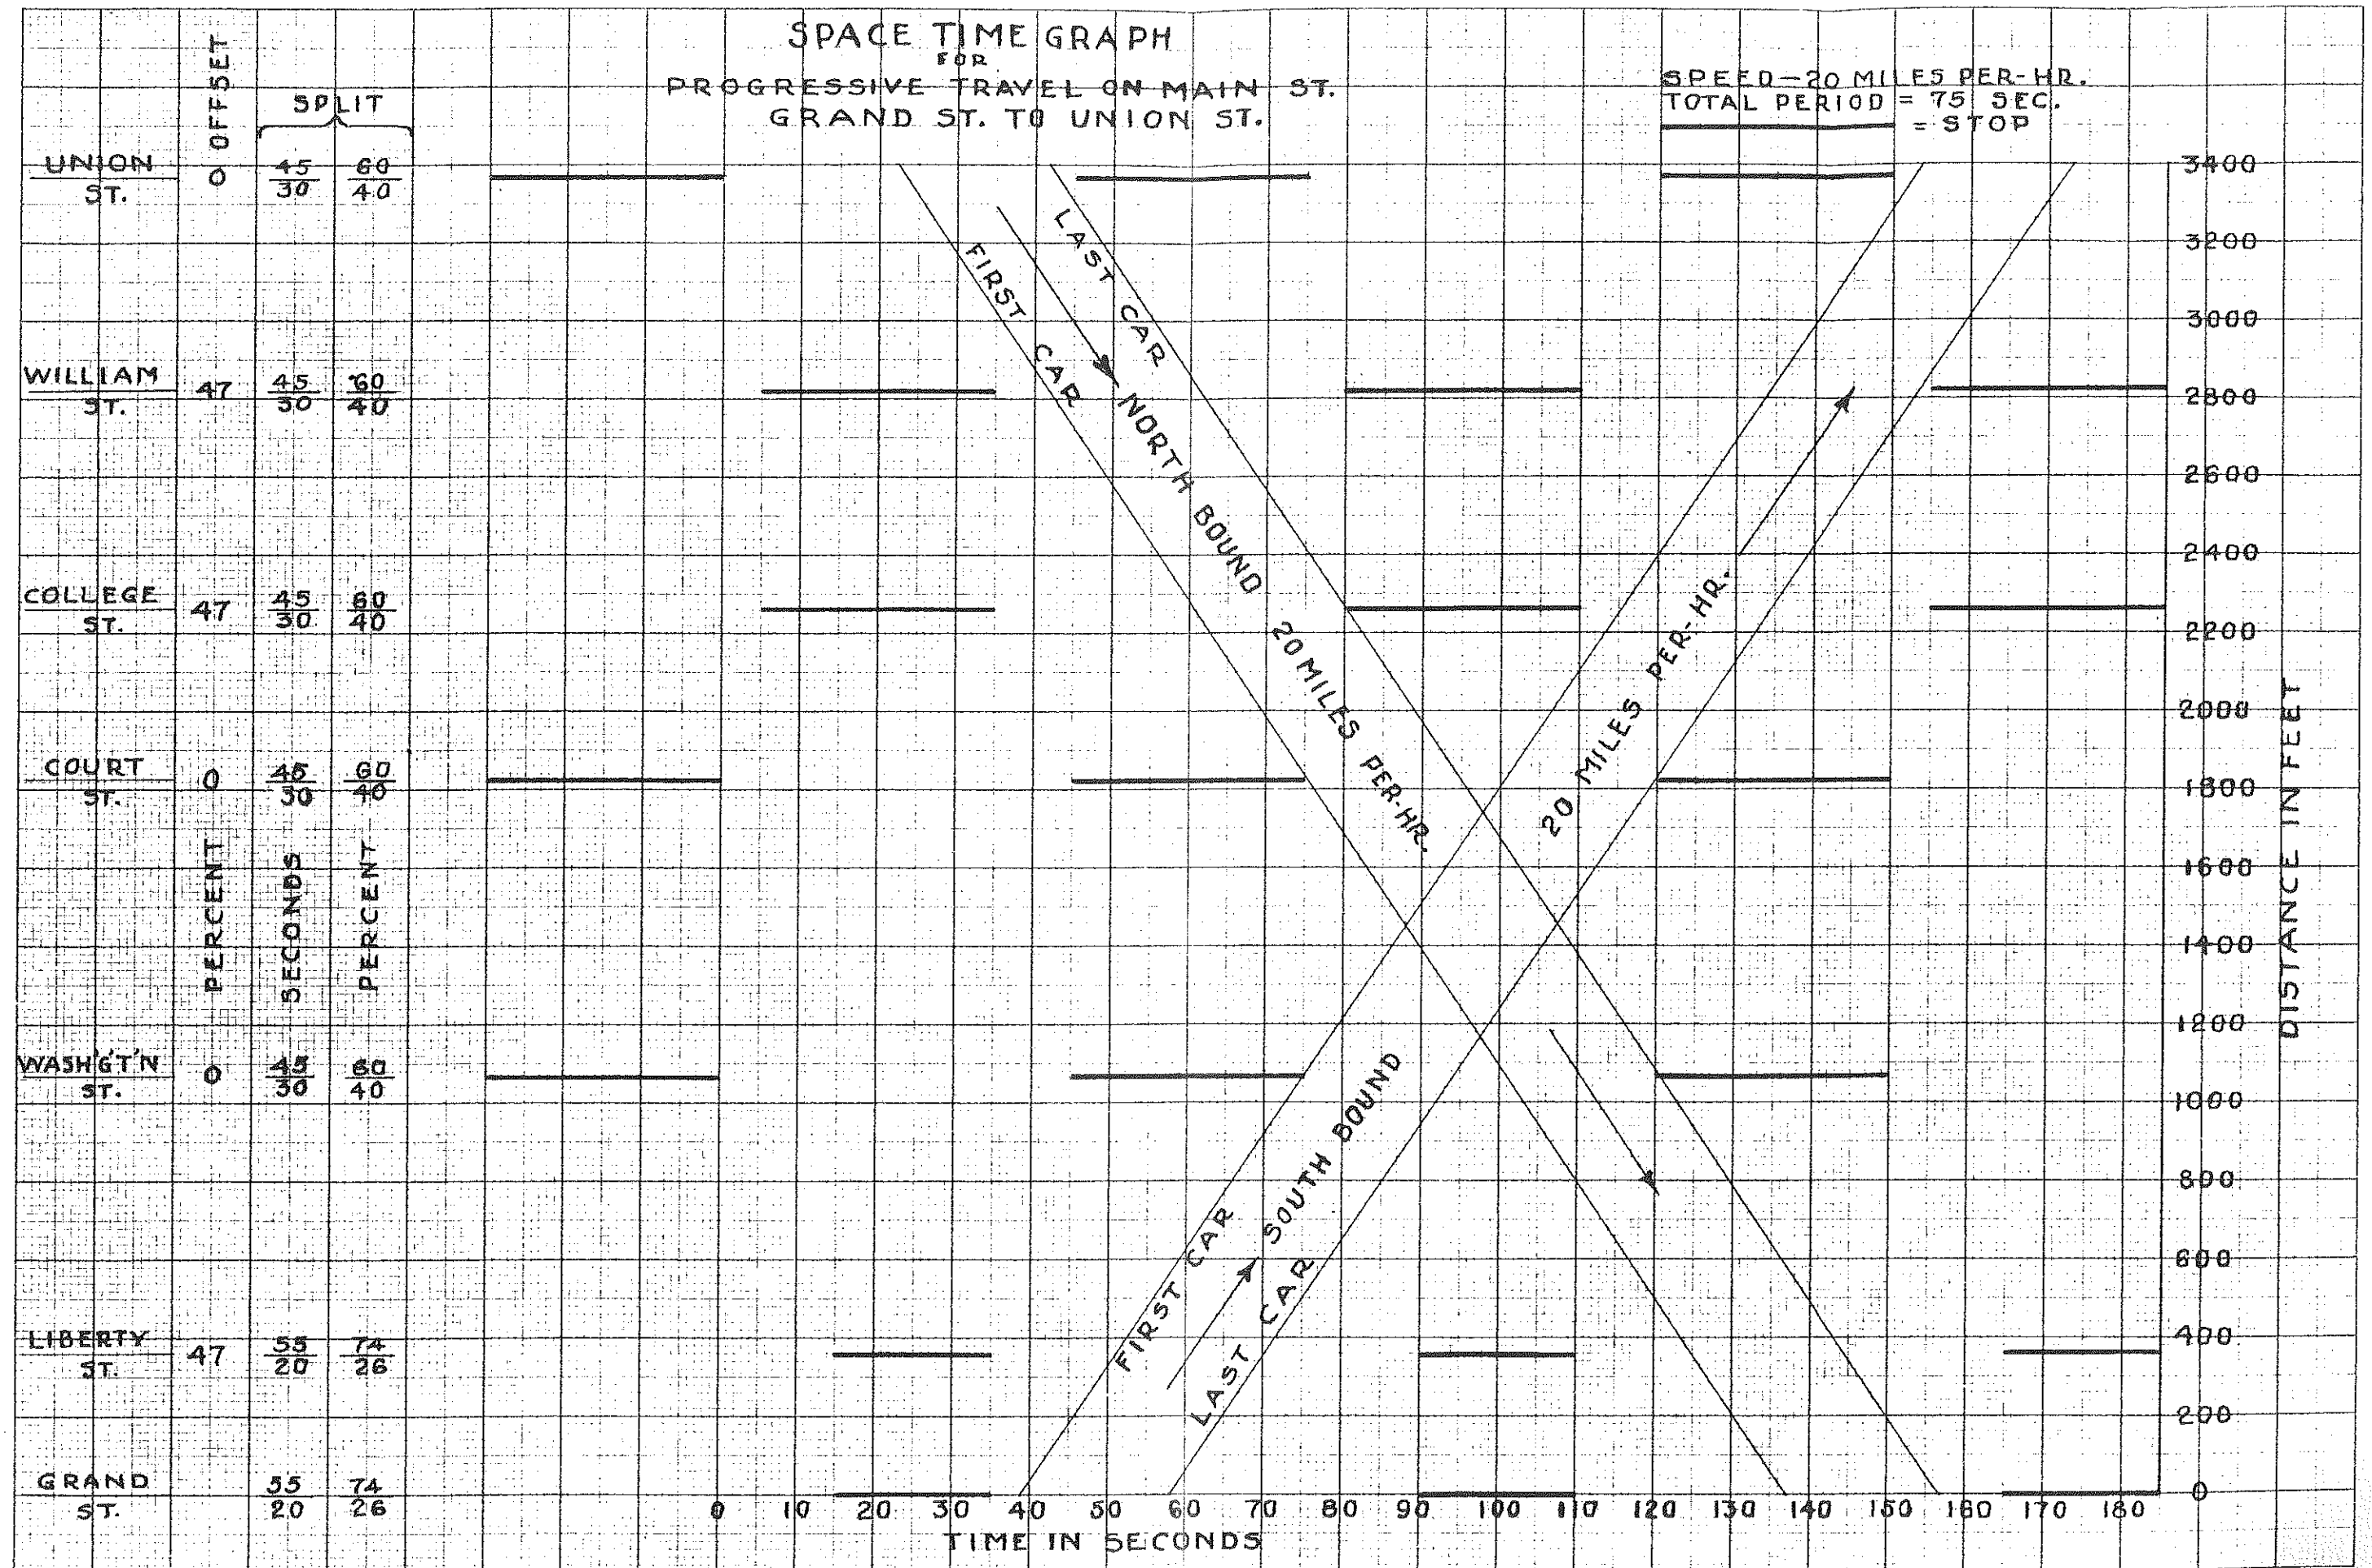 SPACE TIME GRAPH
FOR
PROGRESSIVE TRAVEL ON MAIN ST.
GRAND ST. TO UNION ST.
SPEED—20 MILES PER-HR.
TOTAL PERIOD = 75 SEC.
= STOP
OFFSET
SPLIT
UNION ST. 0 45/30 60/40
WILLIAM ST. 47 45/30 60/40
COLLEGE ST. 47 45/30 60/40
COURT ST. 0 45/30 60/40
PERCENT
SECONDS
PERCENT
WASH'G'T'N ST. 0 45/30 60/40
LIBERTY ST. 47 55/20 74/26
GRAND ST. 55/20 74/26
FIRST CAR
LAST CAR
NORTH BOUND 20 MILES PER-HR.
FIRST CAR
LAST CAR
SOUTH BOUND 20 MILES PER-HR.
3400
3200
3000
2800
2600
2400
2200
2000
1800
1600
1400
1200
1000
800
600
400
200
0
DISTANCE IN FEET
0 10 20 30 40 50 60 70 80 90 100 110 120 130 140 150 160 170 180
TIME IN SECONDS